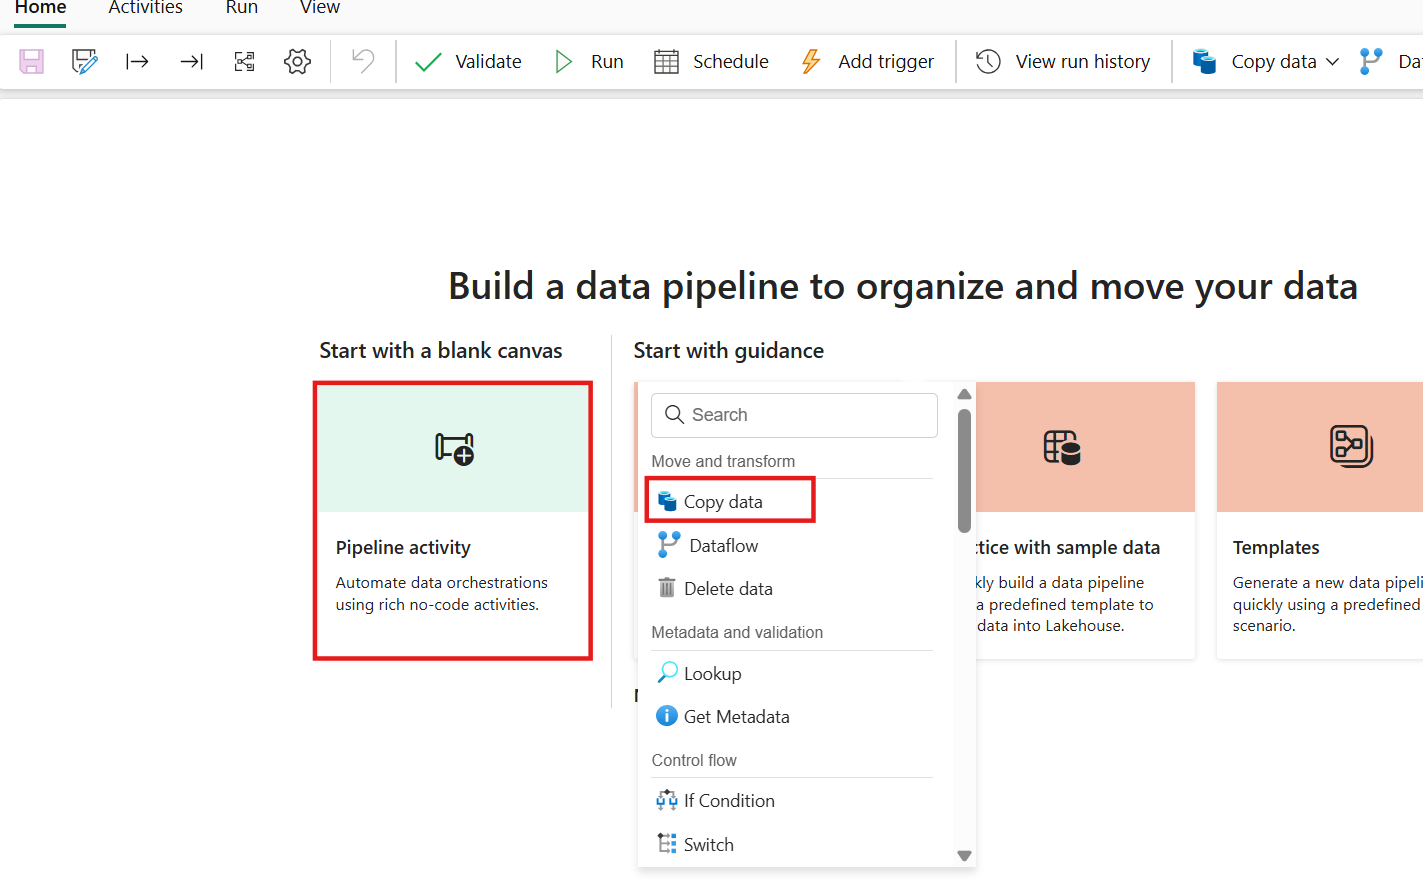 Home Activities Run View
Validate Run Schedule Add trigger View run history Copy data
Build a data pipeline to organize and move your data
Start with a blank canvas
Start with guidance
Pipeline activity
Automate data orchestrations
using rich no-code activities.
Search
Move and transform
Copy data
Dataflow
Delete data
Metadata and validation
Lookup
Get Metadata
Control flow
If Condition
Switch
with sample data
build a data pipeline
a predefined template to
data into Lakehouse.
Templates
Generate a new data
quickly using a predefined
scenario.